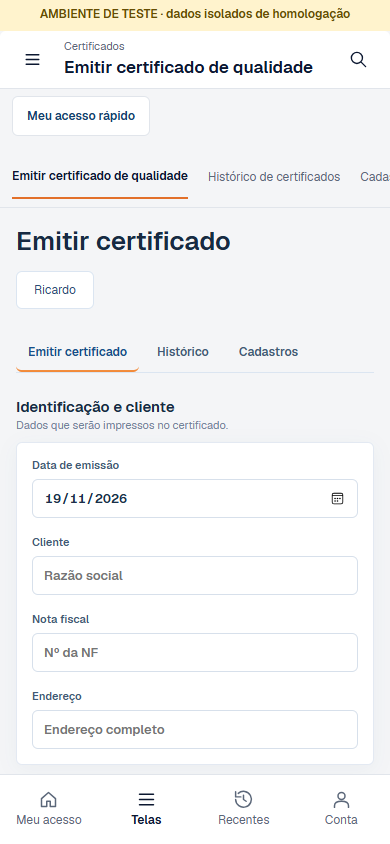 AMBIENTE DE TESTE · dados isolados de homologação
Certificados
Emitir certificado de qualidade
Meu acesso rápido
Emitir certificado de qualidade Histórico de certificados
Emitir certificado
Ricardo
Emitir certificado Histórico Cadastros
Identificação e cliente
Dados que serão impressos no certificado.
Data de emissão
19/11/2026
Cliente
Razão social
Nota fiscal
Nº da NF
Endereço
Endereço completo
Meu acesso Telas Recentes Conta